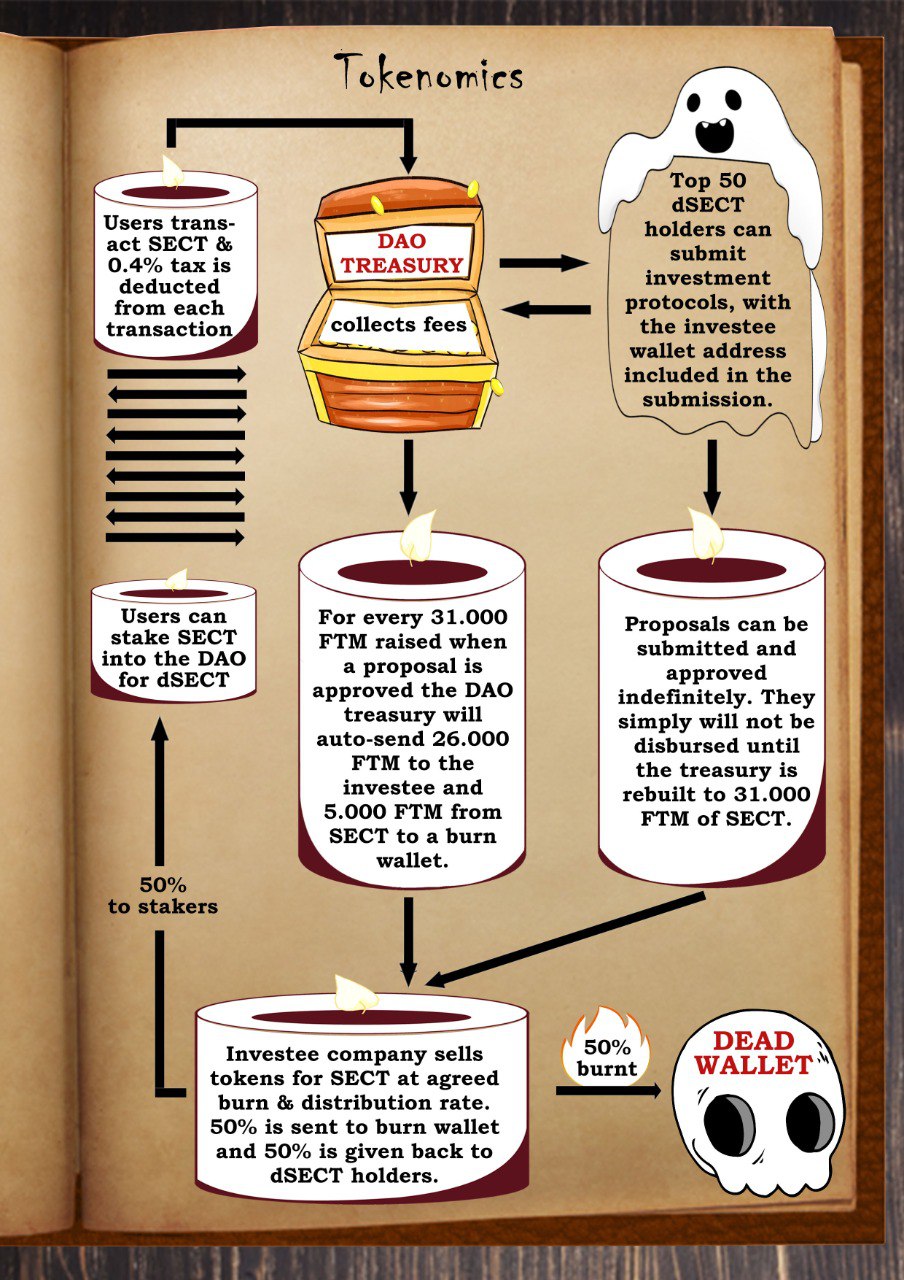 Tokenomics
Users trans-
act SECT &
0.4% tax is
deducted
from each
transaction
DAO
TREASURY
collects fees
Top 50
dSECT
holders can
submit
investment
protocols, with
the investee
wallet address
included in the
submission.
Users can
stake SECT
into the DAO
for dSECT
For every 31.000
FTM raised when
a proposal is
approved the DAO
treasury will
auto-send 26.000
FTM to the
investee and
5.000 FTM from
SECT to a burn
wallet.
Proposals can be
submitted and
approved
indefinitely. They
simply will not be
disbursed until
the treasury is
rebuilt to 31.000
FTM of SECT.
50%
to stakers
Investee company sells
tokens for SECT at agreed
burn & distribution rate.
50% is sent to burn wallet
and 50% is given back to
dSECT holders.
50%
burnt
DEAD
WALLET